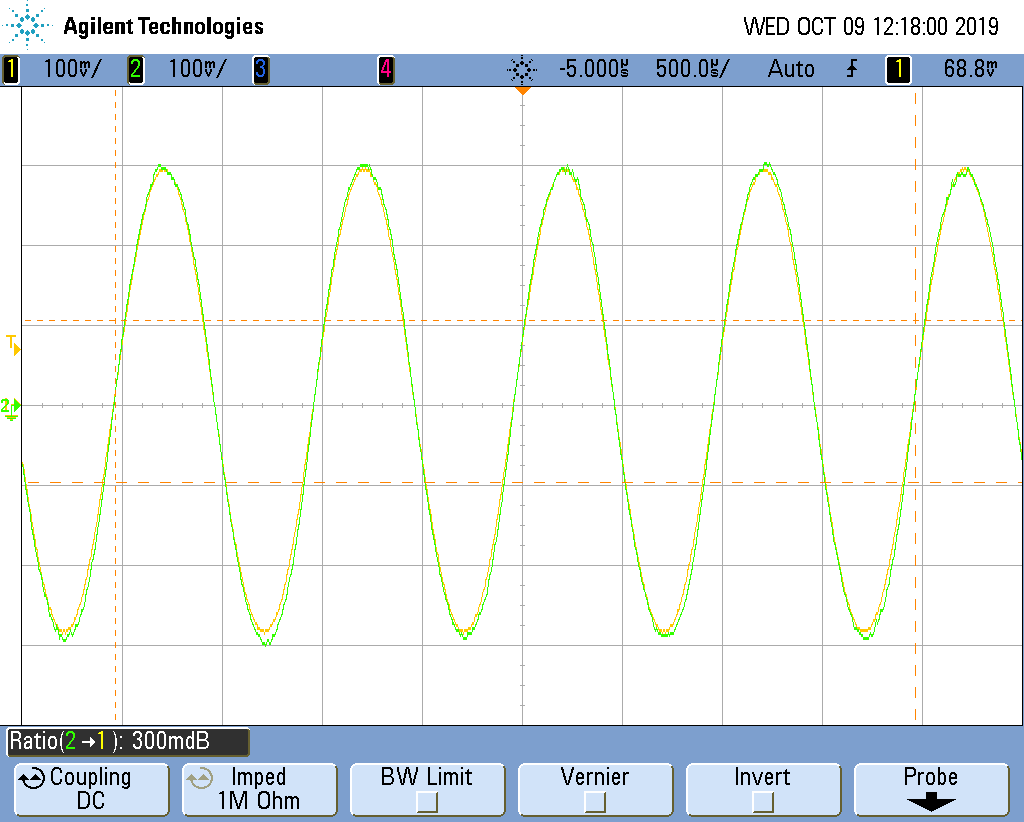 Agilent Technologies WED OCT 09 12:18:00 2019
1 100mV/ 2 100mV/ 3 4 -5.000µs 500.0µs/ Auto 1 68.8mV
T
2
Ratio(2→1): 300mdB
Coupling Imped BW Limit Vernier Invert Probe
DC 1M Ohm